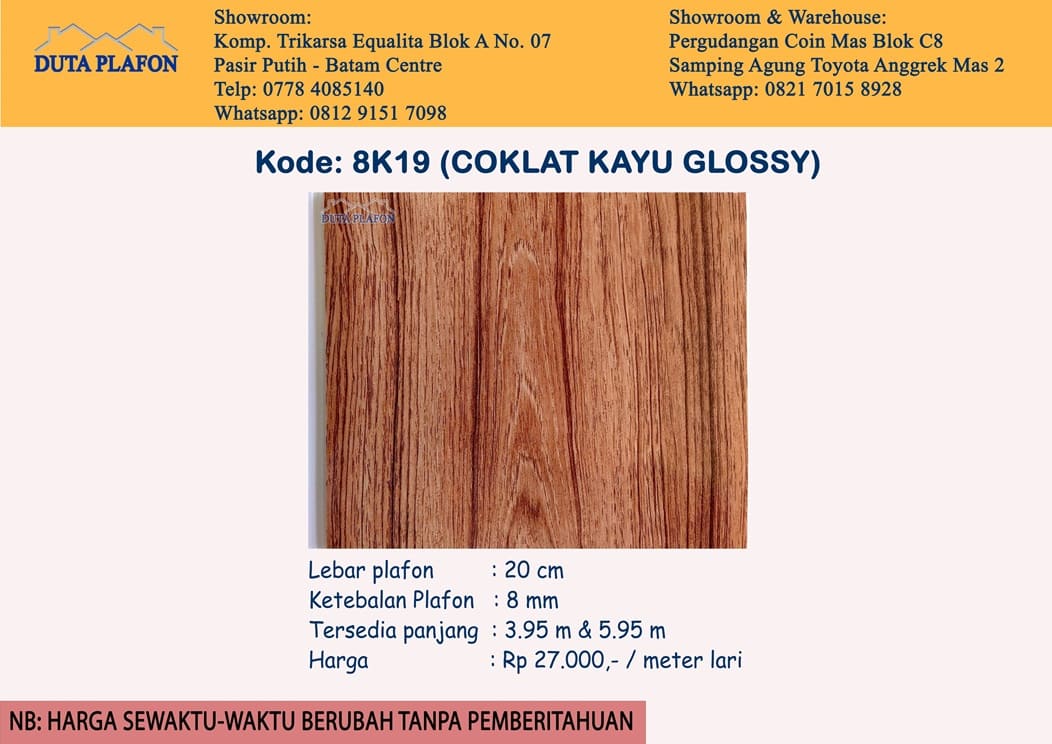 DUTA PLAFON
Showroom:
Komp. Trikarsa Equalita Blok A No. 07
Pasir Putih - Batam Centre
Telp: 0778 4085140
Whatsapp: 0812 9151 7098
Showroom & Warehouse:
Pergudangan Coin Mas Blok C8
Samping Agung Toyota Anggrek Mas 2
Whatsapp: 0821 7015 8928
Kode: 8K19 (COKLAT KAYU GLOSSY)
DUTA PLAFON
Lebar plafon : 20 cm
Ketebalan Plafon : 8 mm
Tersedia panjang : 3.95 m & 5.95 m
Harga : Rp 27.000,- / meter lari
NB: HARGA SEWAKTU-WAKTU BERUBAH TANPA PEMBERITAHUAN